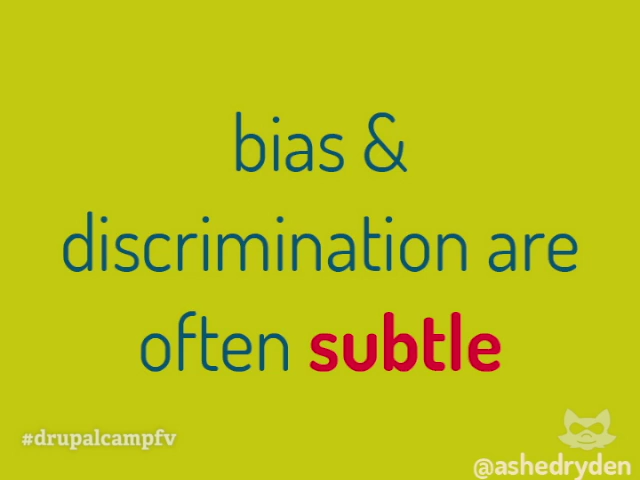 bias &
discrimination are
often subtle
#drupalcampfv
@ashedryden